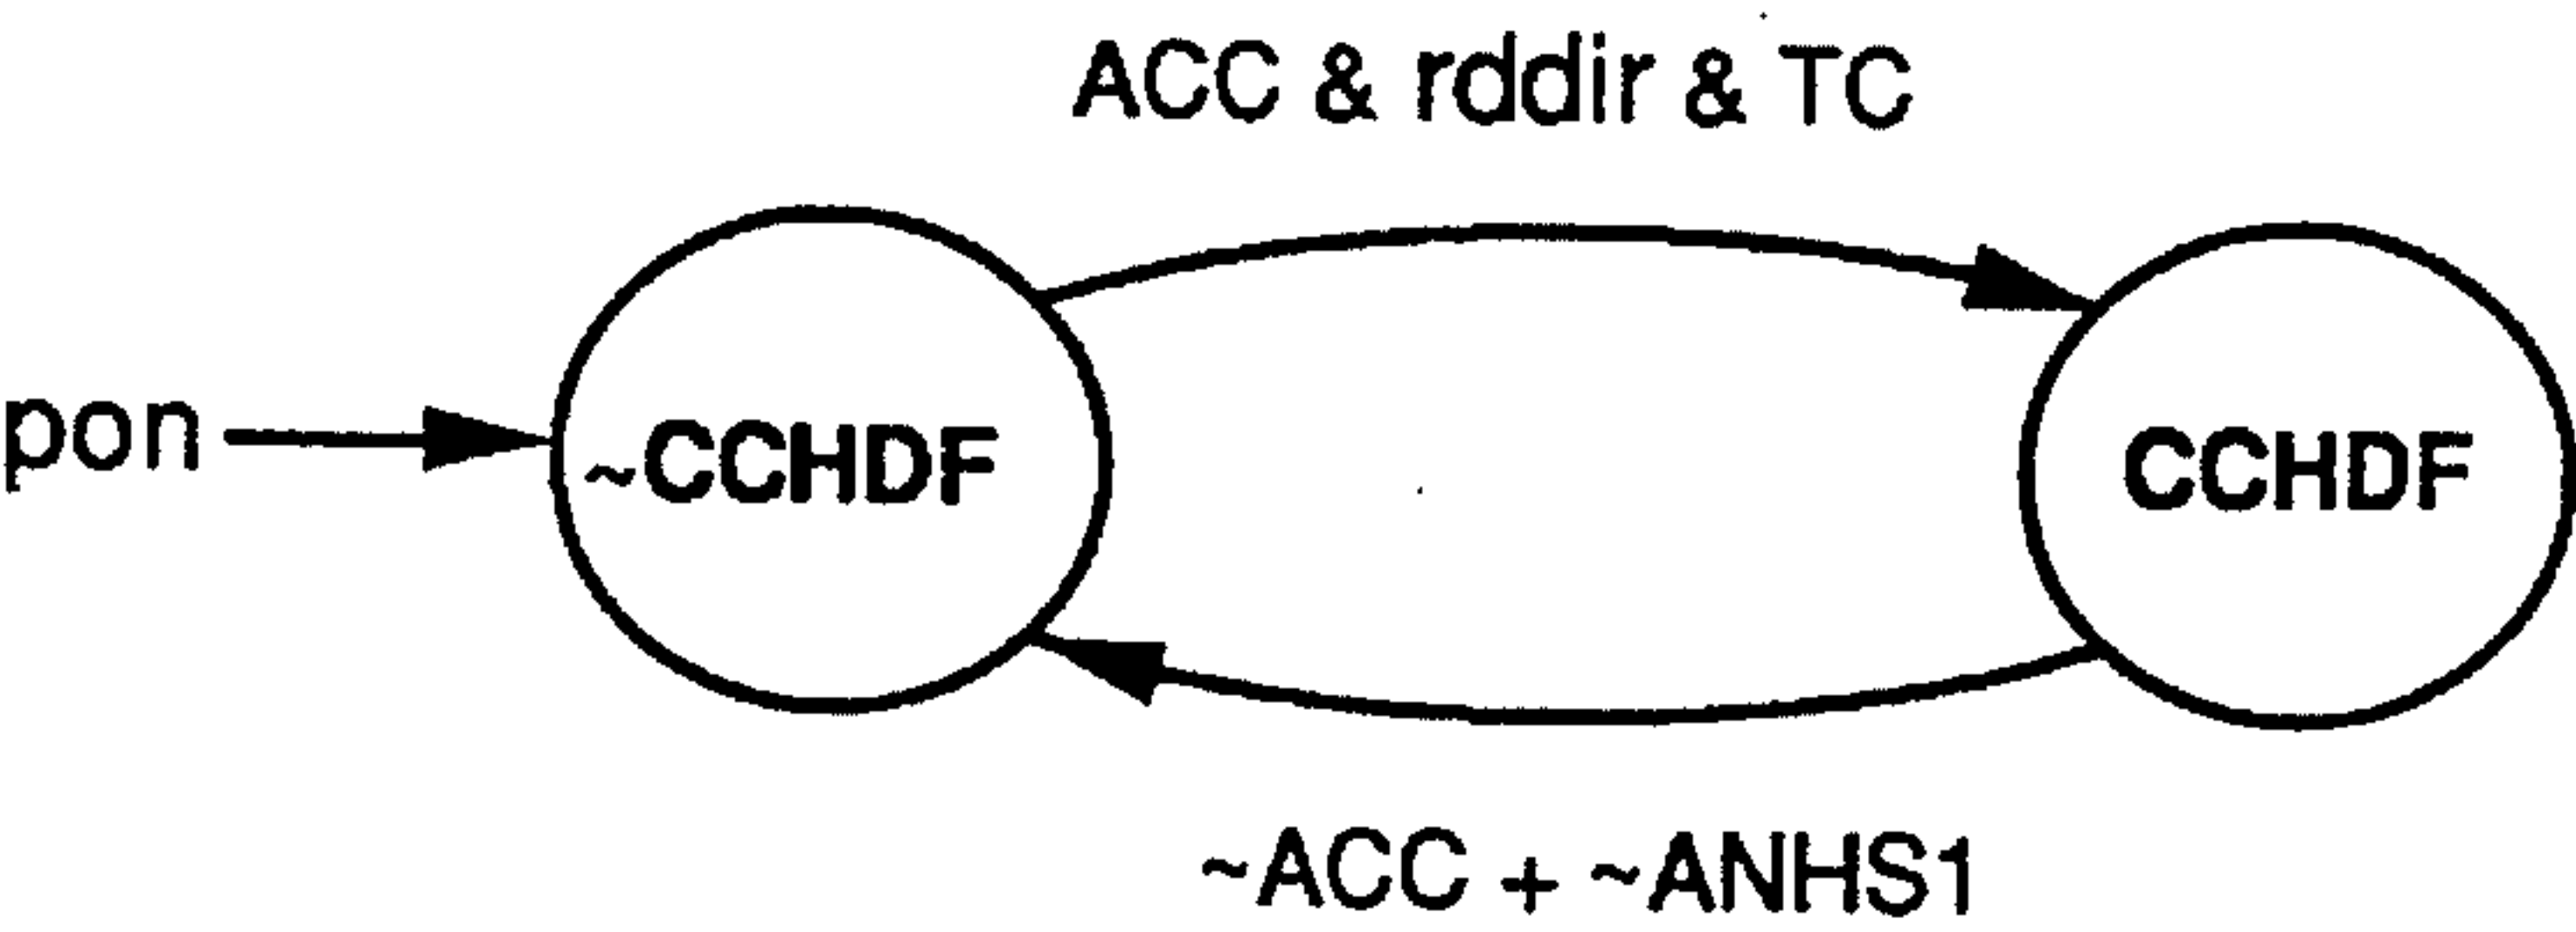 ACC & rddir & TC
pon
~CCHDF
CCHDF
~ACC + ~ANHS1